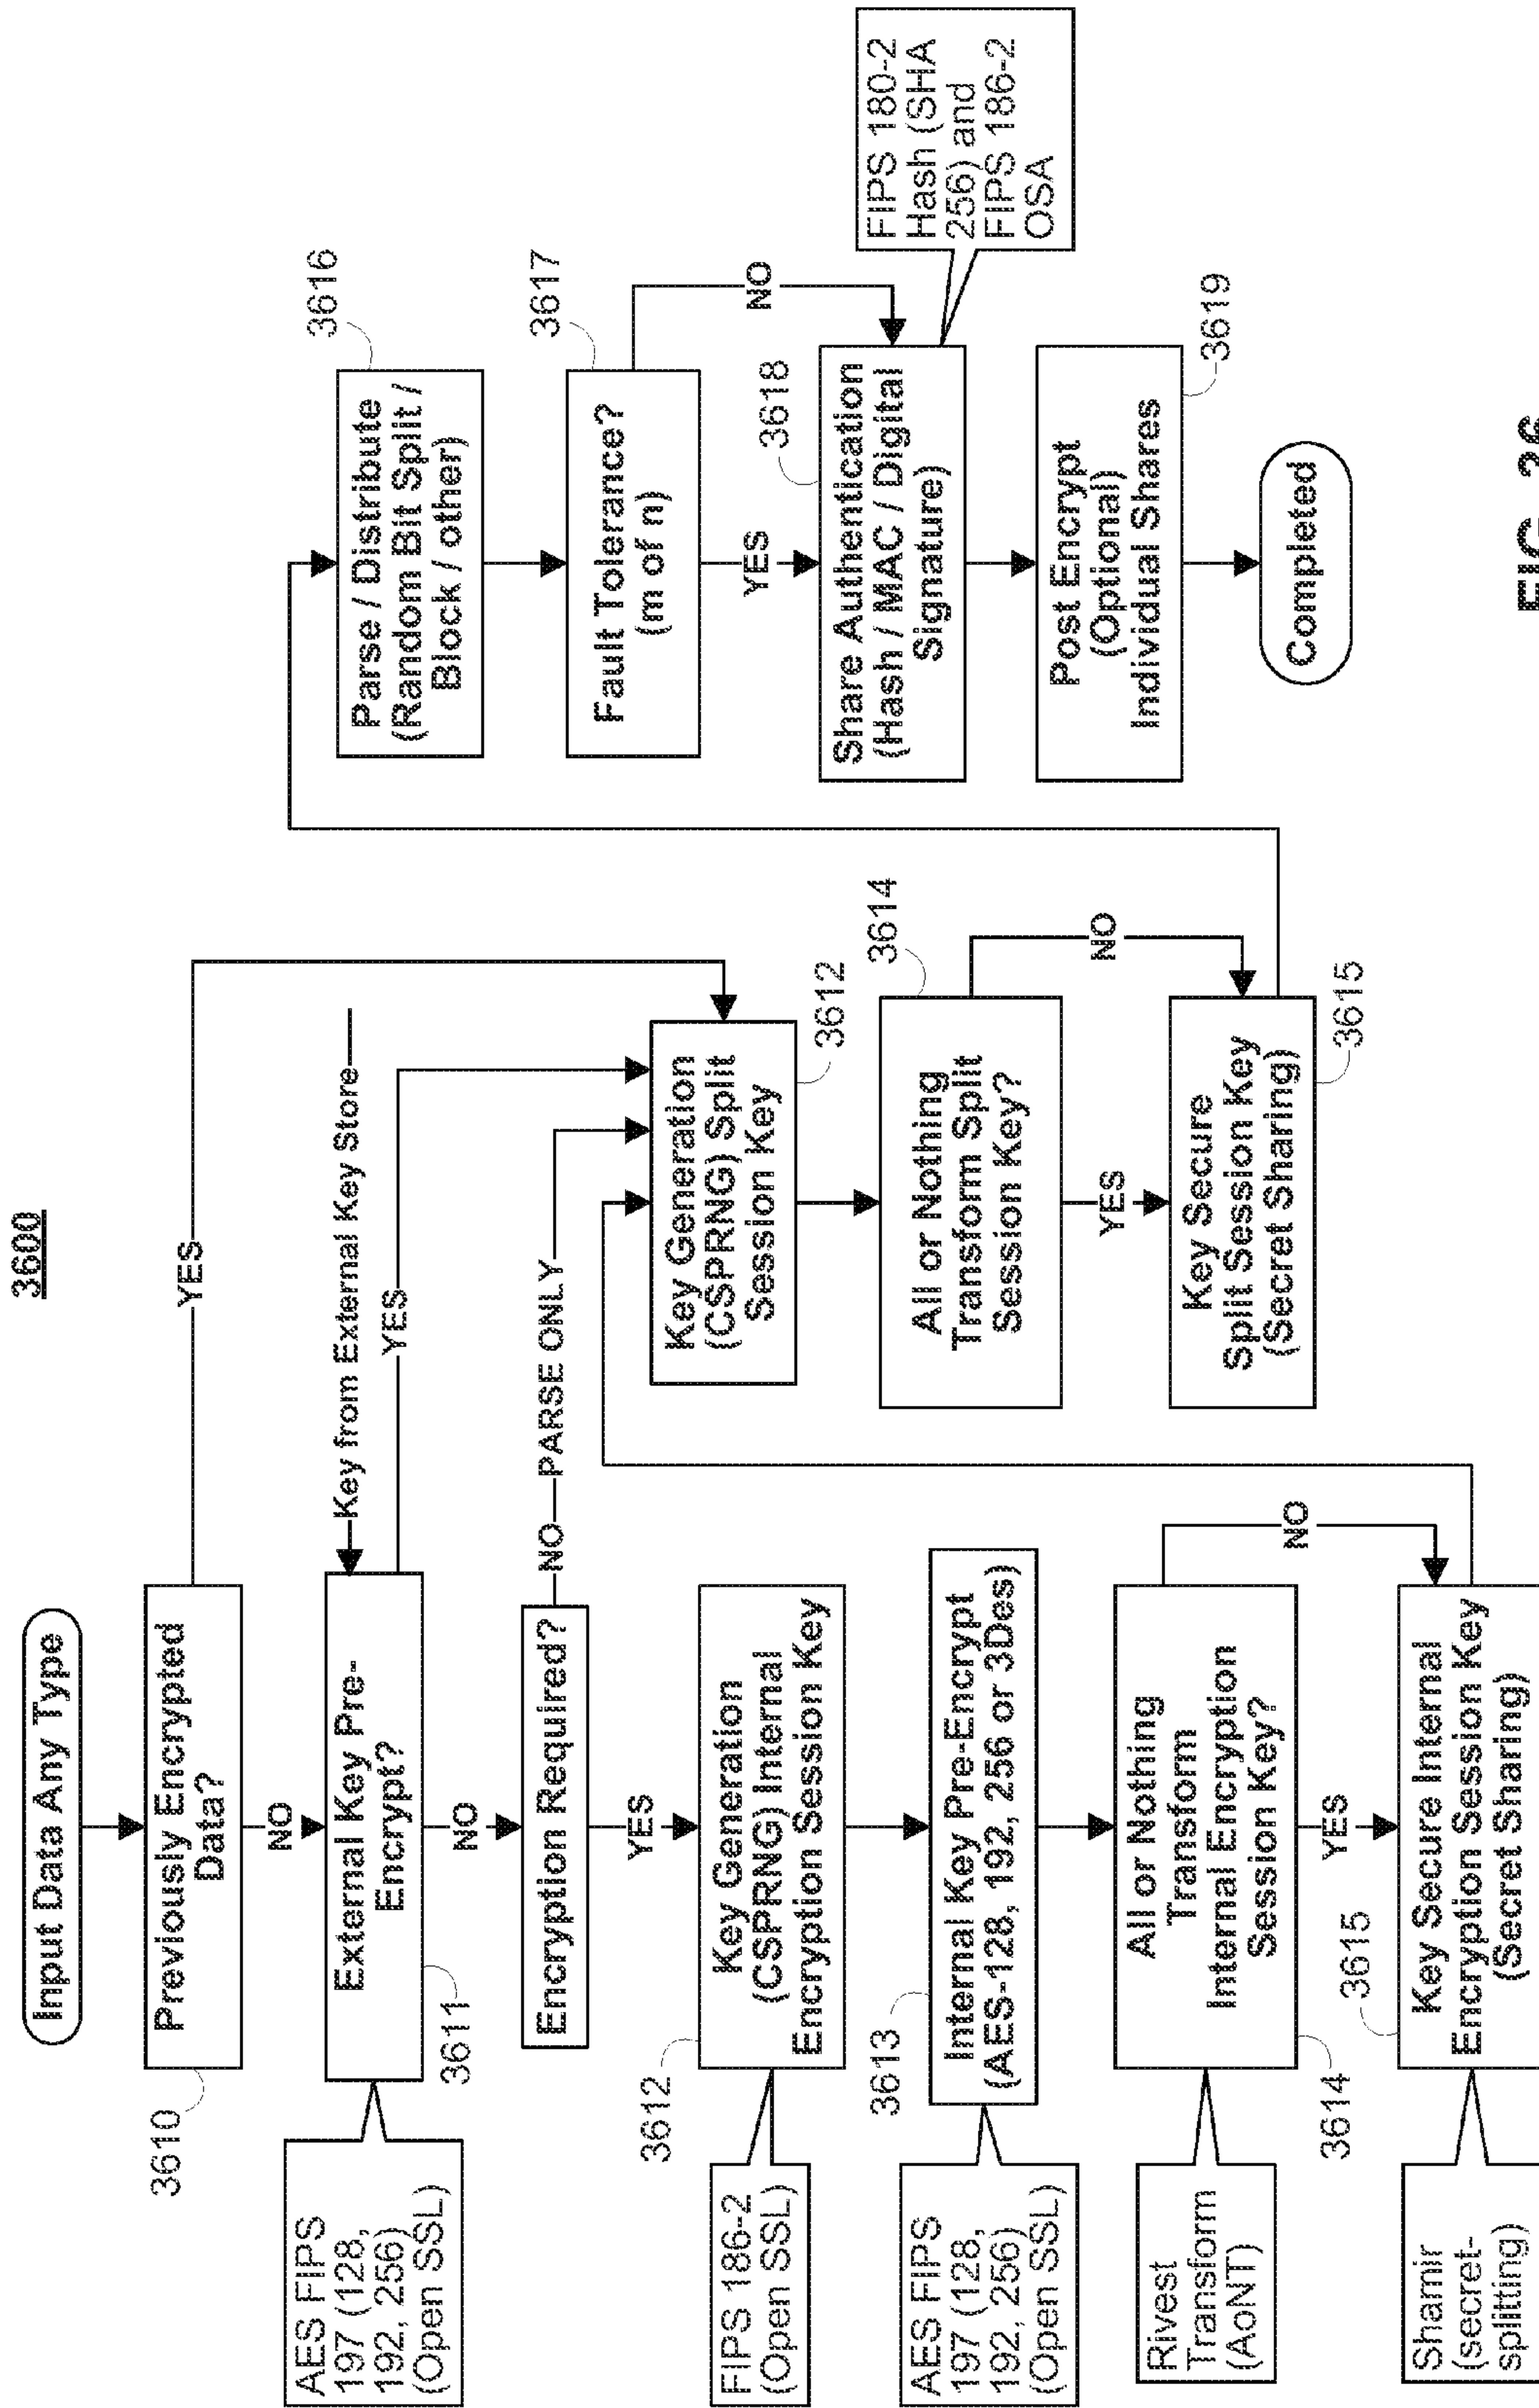 3600
Input Data Any Type
Previously Encrypted
Data?
3610
YES
NO
Key from External Key Store
External Key Pre-
Encrypt?
3611
AES FIPS
197 (128,
192, 256)
(Open SSL)
YES
NO
Encryption Required?
NO
PARSE ONLY
YES
Key Generation
(CSPRNG) Internal
Encryption Session Key
3612
FIPS 186-2
(Open SSL)
Internal Key Pre-Encrypt
(AES-128, 192, 256 or 3Des)
3613
AES FIPS
197 (128,
192, 256)
(Open SSL)
All or Nothing
Transform
Internal Encryption
Session Key?
3614
Rivest
Transform
(AoNT)
NO
YES
Key Secure Internal
Encryption Session Key
(Secret Sharing)
3615
Shamir
(secret-
splitting)
Key Generation
(CSPRNG) Split
Session Key
3612
All or Nothing
Transform Split
Session Key?
3614
NO
YES
Key Secure
Split Session Key
(Secret Sharing)
3615
Parse / Distribute
(Random Bit Split /
Block / other)
3616
Fault Tolerance?
(m of n)
3617
NO
YES
Share Authentication
(Hash / MAC / Digital
Signature)
3618
FIPS 180-2
Hash (SHA
256) and
FIPS 186-2
OSA
Post Encrypt
(Optional)
Individual Shares
3619
Completed
FIG. 36